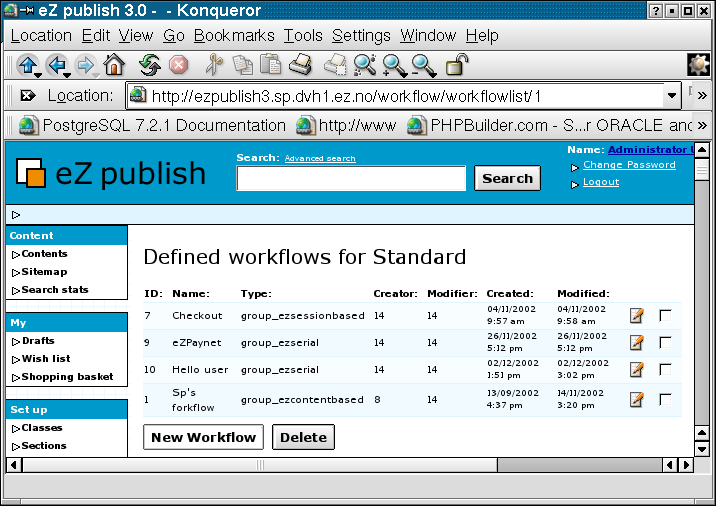 eZ publish 3.0 - - Konqueror
Location Edit View Go Bookmarks Tools Settings Window Help
Location: http://ezpublish3.sp.dvh1.ez.no/workflow/workflowlist/1
PostgreSQL 7.2.1 Documentation http://www PHPBuilder.com - S...r ORACLE and
Name: Administrator U
Search: Advanced search
Change Password
eZ publish
Search
Logout
Content
Contents
Sitemap
Search stats
My
Drafts
Wish list
Shopping basket
Set up
Classes
Sections
Defined workflows for Standard
ID: Name: Type: Creator: Modifier: Created: Modified:
7 Checkout group_ezsessionbased 14 14 04/11/2002 9:57 am 04/11/2002 9:58 am
9 eZPaynet group_ezserial 14 14 26/11/2002 5:12 pm 26/11/2002 5:12 pm
10 Hello user group_ezserial 14 14 02/12/2002 1:51 pm 02/12/2002 3:02 pm
1 Sp's forkflow group_ezcontentbased 8 14 13/09/2002 4:37 pm 14/11/2002 3:20 pm
New Workflow Delete